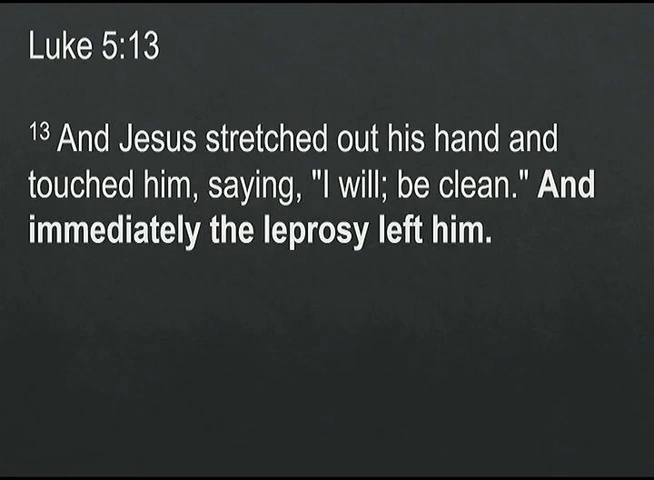 Luke 5:13
13 And Jesus stretched out his hand and
touched him, saying, "I will; be clean." And
immediately the leprosy left him.